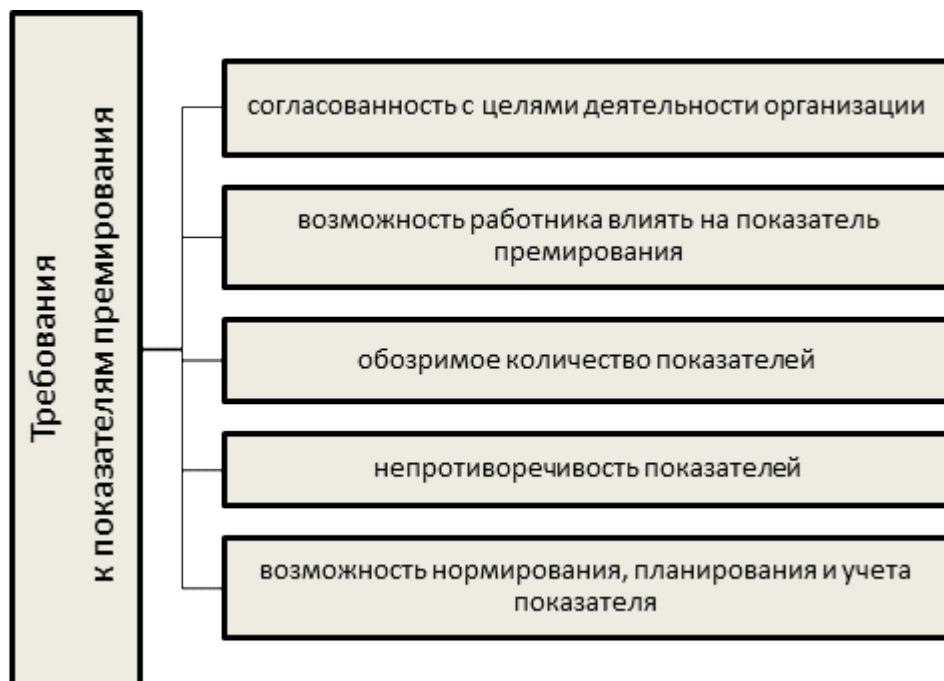 Требования
к показателям премирования
согласованность с целями деятельности организации
возможность работника влиять на показатель
премирования
обозримое количество показателей
непротиворечивость показателей
возможность нормирования, планирования и учета
показателя